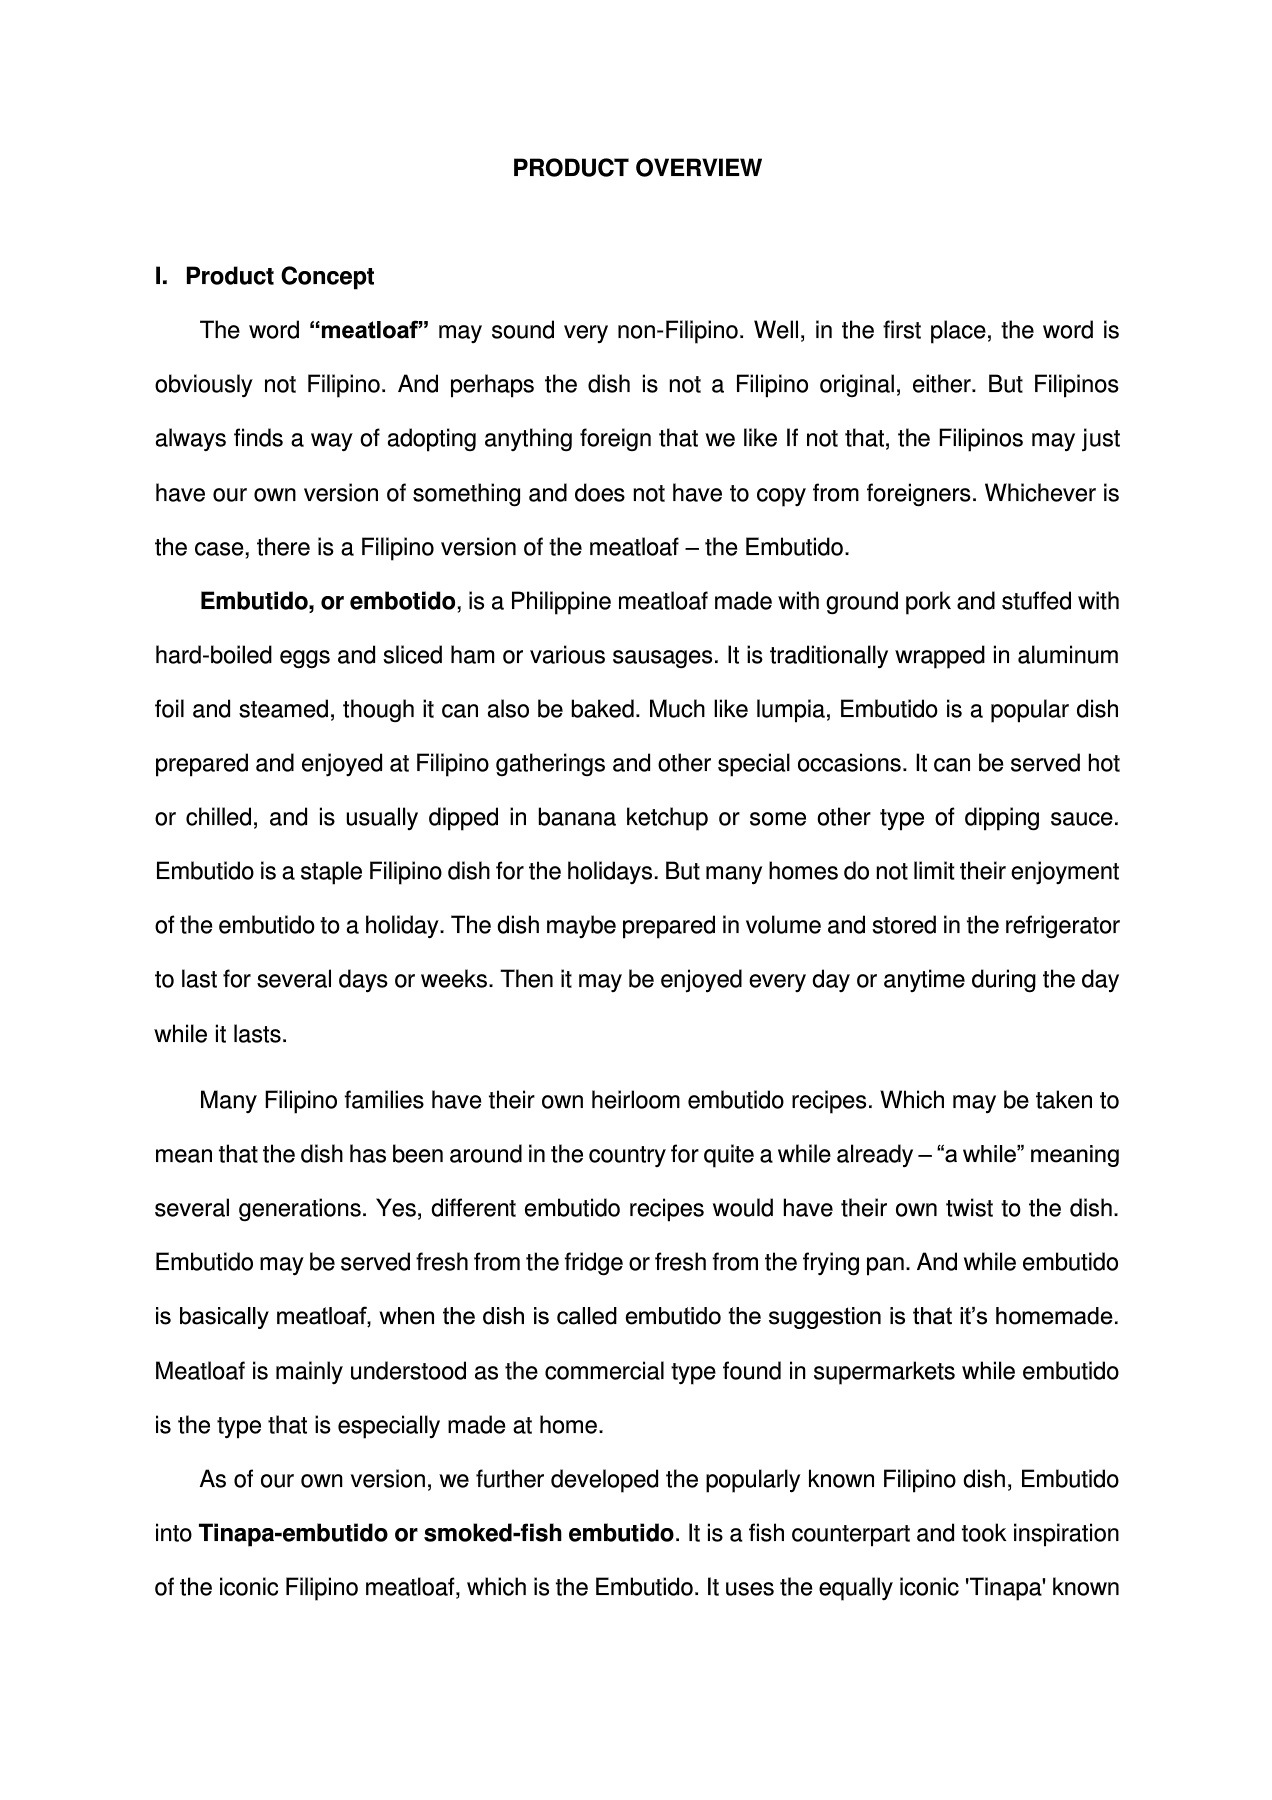 PRODUCT OVERVIEW
I. Product Concept
The word “meatloaf” may sound very non-Filipino. Well, in the first place, the word is
obviously not Filipino. And perhaps the dish is not a Filipino original, either. But Filipinos
always finds a way of adopting anything foreign that we like If not that, the Filipinos may just
have our own version of something and does not have to copy from foreigners. Whichever is
the case, there is a Filipino version of the meatloaf – the Embutido.
Embutido, or embotido, is a Philippine meatloaf made with ground pork and stuffed with
hard-boiled eggs and sliced ham or various sausages. It is traditionally wrapped in aluminum
foil and steamed, though it can also be baked. Much like lumpia, Embutido is a popular dish
prepared and enjoyed at Filipino gatherings and other special occasions. It can be served hot
or chilled, and is usually dipped in banana ketchup or some other type of dipping sauce.
Embutido is a staple Filipino dish for the holidays. But many homes do not limit their enjoyment
of the embutido to a holiday. The dish maybe prepared in volume and stored in the refrigerator
to last for several days or weeks. Then it may be enjoyed every day or anytime during the day
while it lasts.
Many Filipino families have their own heirloom embutido recipes. Which may be taken to
mean that the dish has been around in the country for quite a while already – “a while” meaning
several generations. Yes, different embutido recipes would have their own twist to the dish.
Embutido may be served fresh from the fridge or fresh from the frying pan. And while embutido
is basically meatloaf, when the dish is called embutido the suggestion is that it’s homemade.
Meatloaf is mainly understood as the commercial type found in supermarkets while embutido
is the type that is especially made at home.
As of our own version, we further developed the popularly known Filipino dish, Embutido
into Tinapa-embutido or smoked-fish embutido. It is a fish counterpart and took inspiration
of the iconic Filipino meatloaf, which is the Embutido. It uses the equally iconic 'Tinapa' known